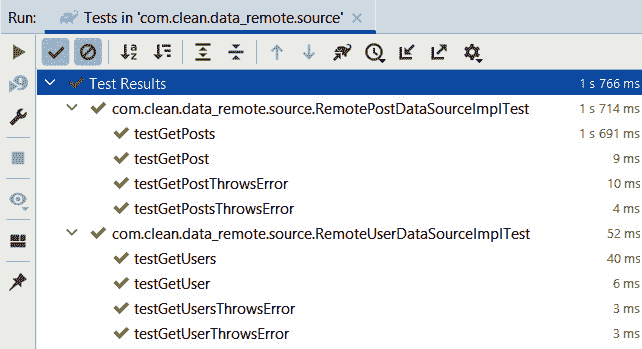 Run: Tests in 'com.clean.data_remote.source' ×
Test Results 1 s 766 ms
com.clean.data_remote.source.RemotePostDataSourceImplTest 1 s 714 ms
testGetPosts 1 s 691 ms
testGetPost 9 ms
testGetPostThrowsError 10 ms
testGetPostsThrowsError 4 ms
com.clean.data_remote.source.RemoteUserDataSourceImplTest 52 ms
testGetUsers 40 ms
testGetUser 6 ms
testGetUsersThrowsError 3 ms
testGetUserThrowsError 3 ms